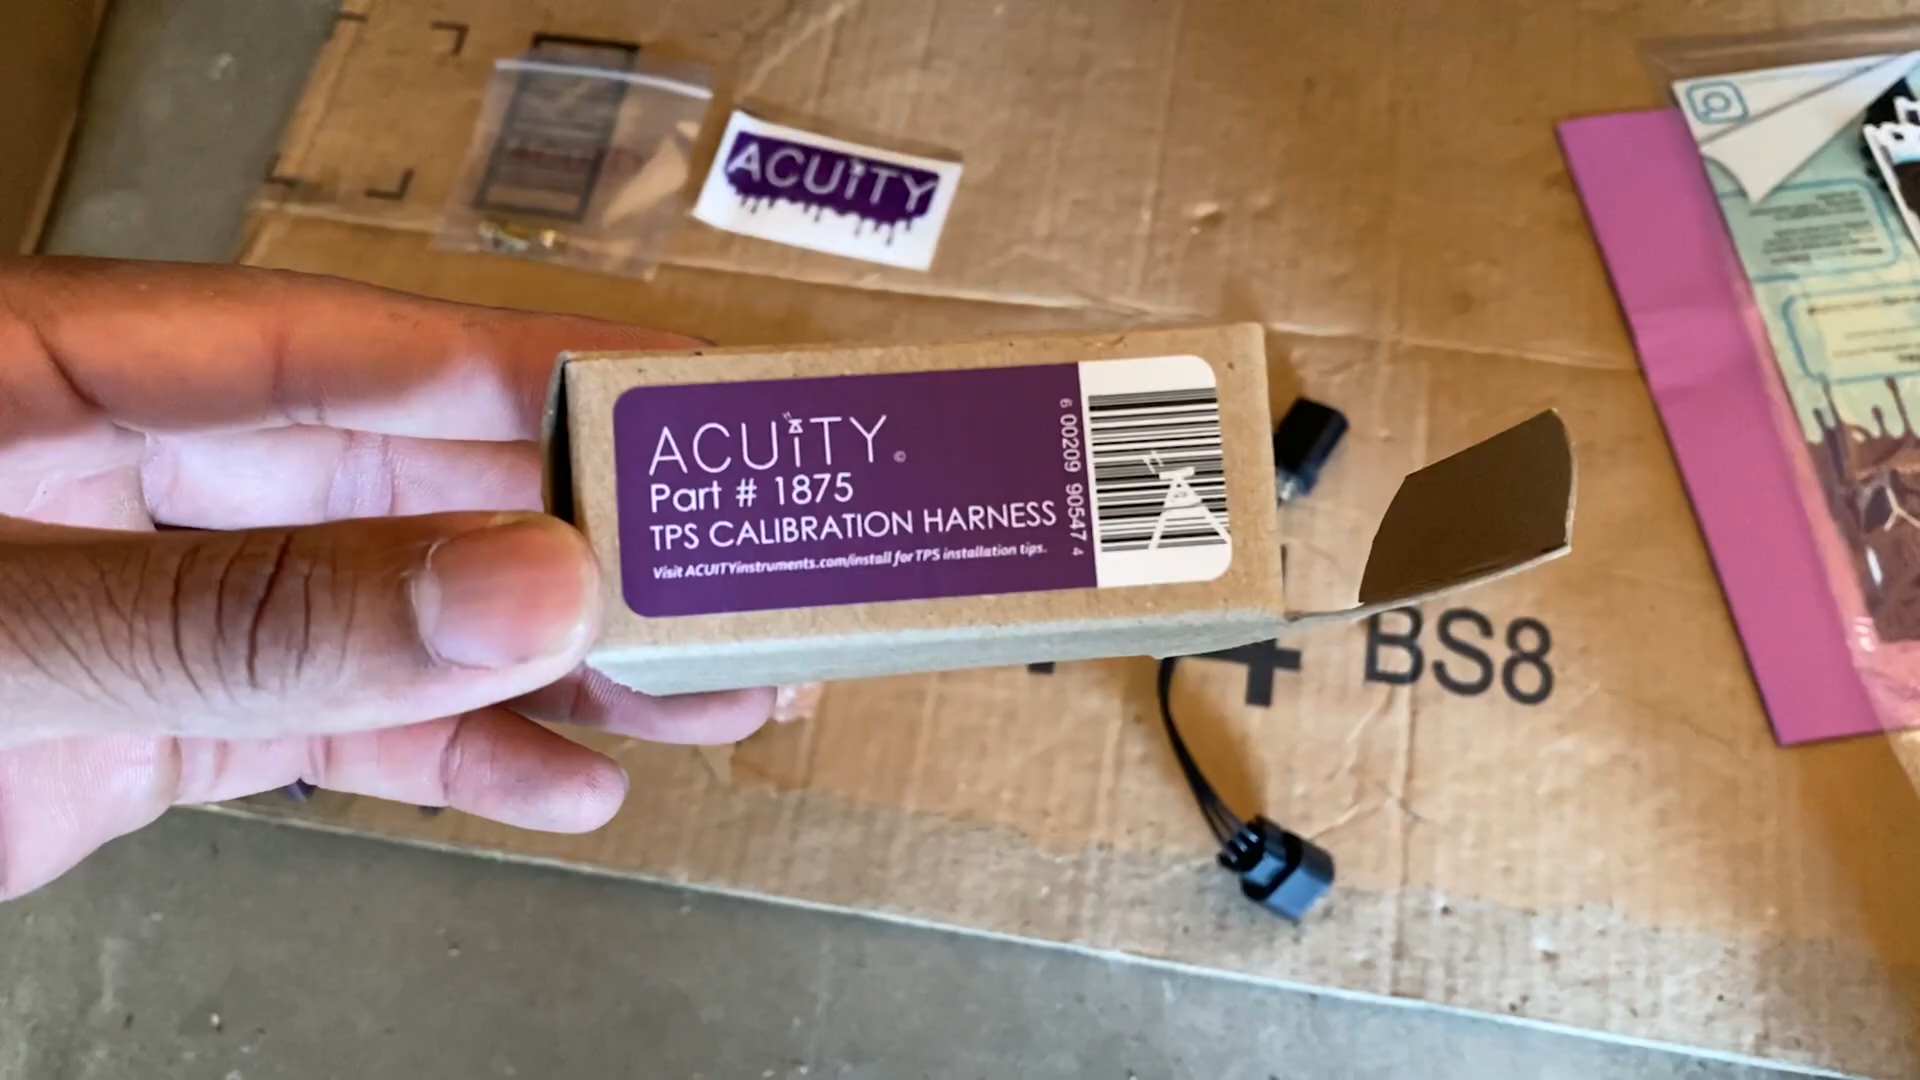 ACUiTY
ACUiTY©
Part # 1875
TPS CALIBRATION HARNESS
Visit ACUITYinstruments.com/install for TPS installation tips.
6 00209 90547 4
4 BS8